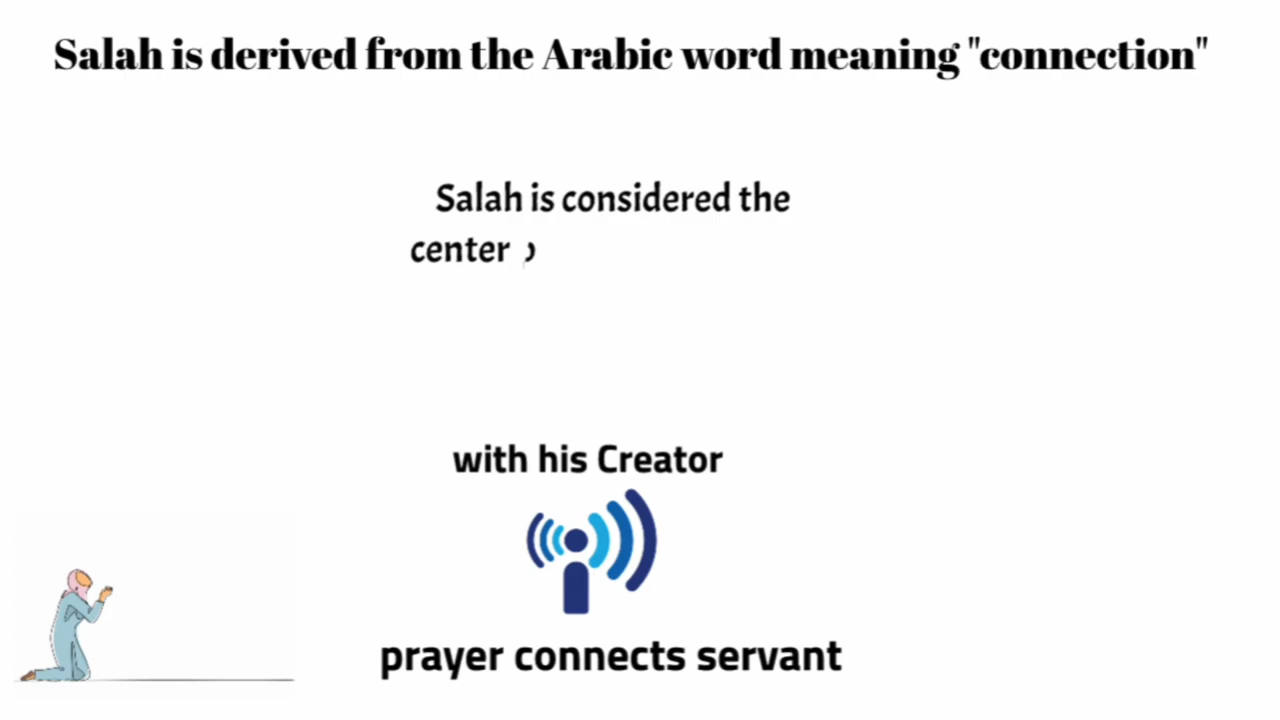 Salah is derived from the Arabic word meaning "connection"
Salah is considered the
center
with his Creator
prayer connects servant